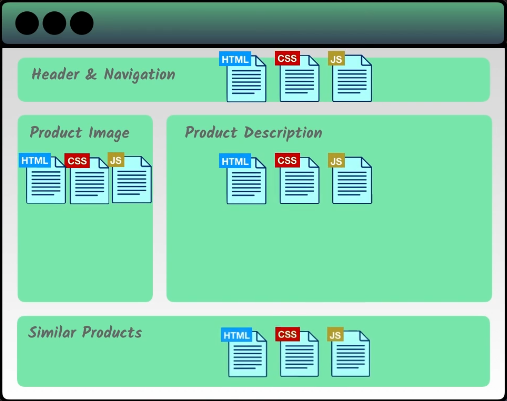 Header & Navigation HTML CSS JS
Product Image
HTML CSS JS
Product Description
HTML CSS JS
Similar Products HTML CSS JS